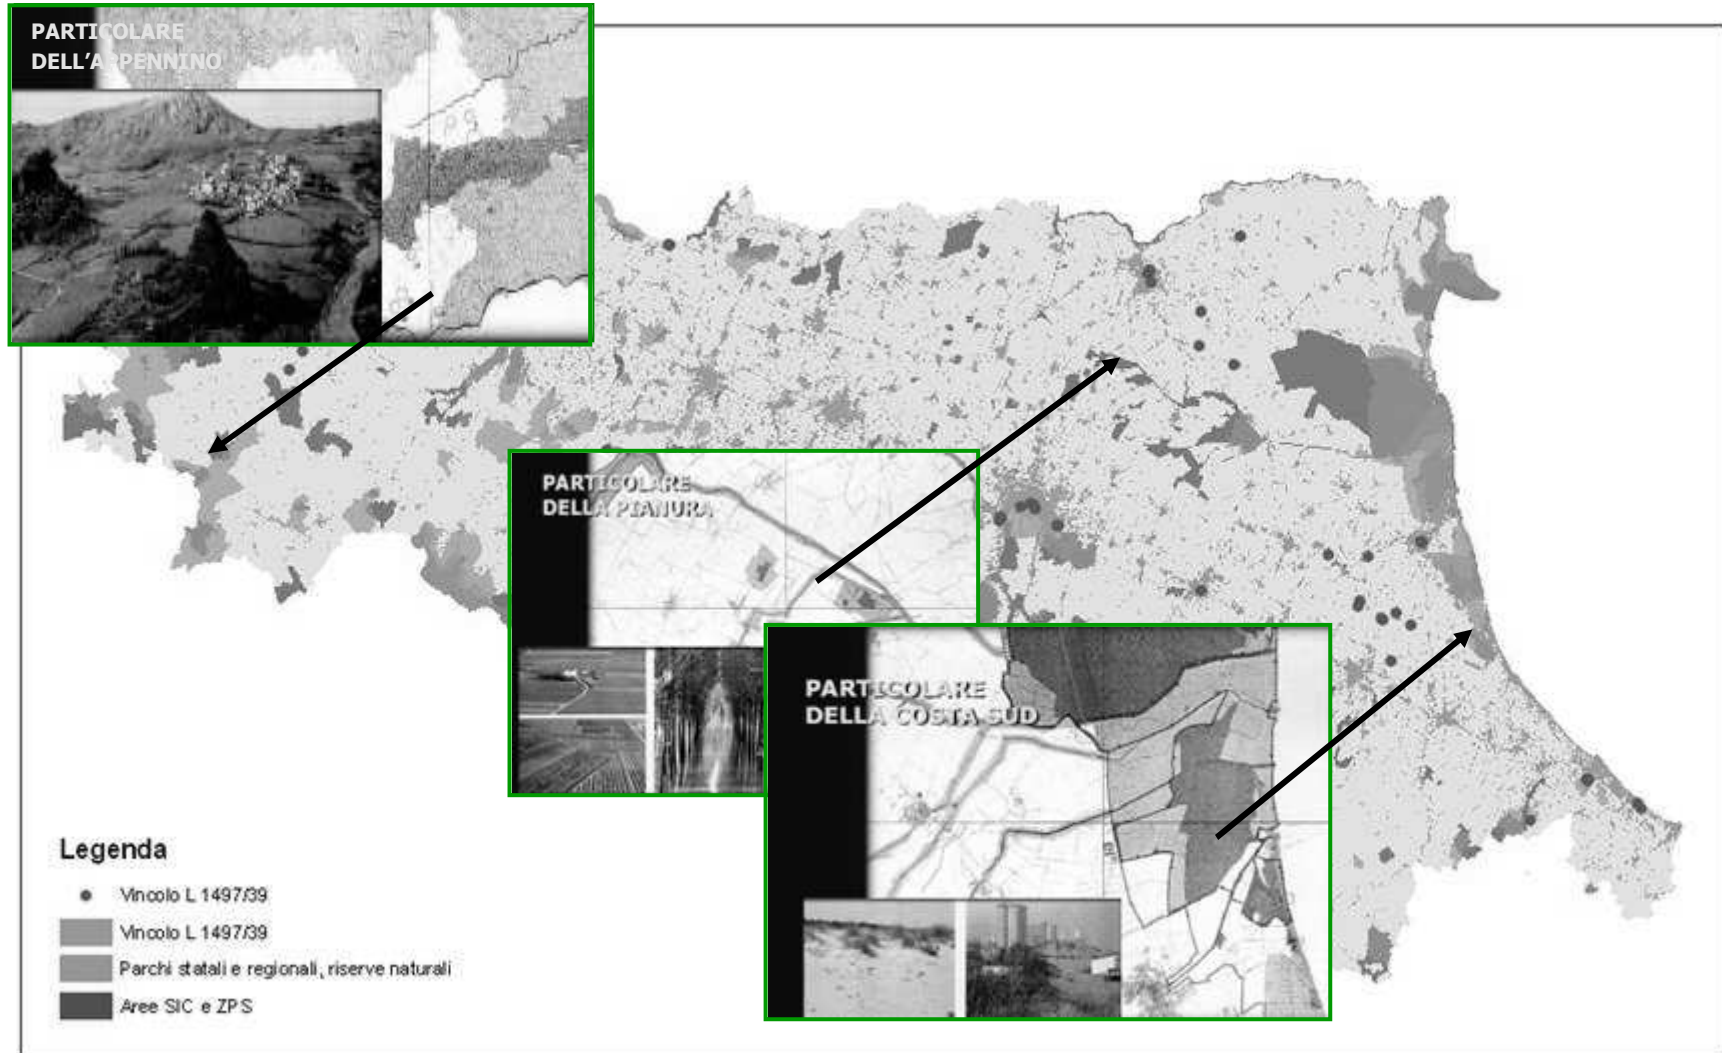 PARTICOLARE
DELL'APPENNINO
PARTICOLARE
DELLA PIANURA
PARTICOLARE
DELLA COSTA SUD
Legenda
Vincolo L 1497/39
Vincolo L 1497/39
Parchi statali e regionali, riserve naturali
Aree SIC e ZPS